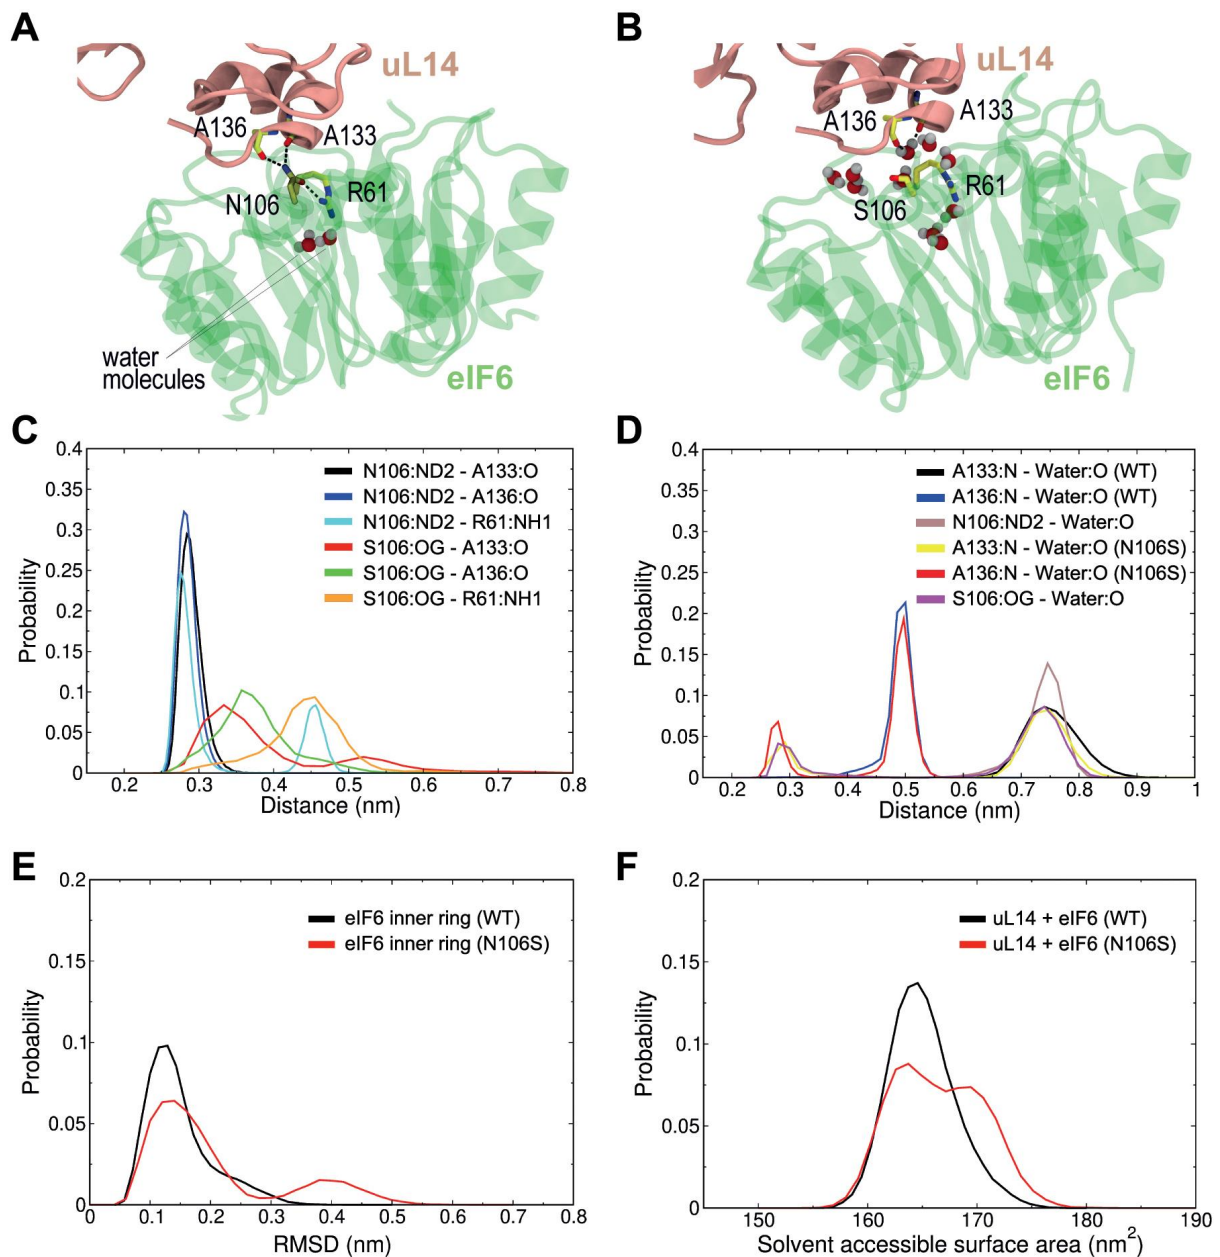 A
uL14
A136
A133
N106
R61
water
molecules
eIF6
B
uL14
A136
A133
S106
R61
eIF6
C
0.4
0.35
0.3
0.25
0.2
0.15
0.1
0.05
0
Probability
N106:ND2 - A133:O
N106:ND2 - A136:O
N106:ND2 - R61:NH1
S106:OG - A133:O
S106:OG - A136:O
S106:OG - R61:NH1
0.2 0.3 0.4 0.5 0.6 0.7 0.8
Distance (nm)
D
0.4
0.35
0.3
0.25
0.2
0.15
0.1
0.05
0
Probability
A133:N - Water:O (WT)
A136:N - Water:O (WT)
N106:ND2 - Water:O
A133:N - Water:O (N106S)
A136:N - Water:O (N106S)
S106:OG - Water:O
0.2 0.3 0.4 0.5 0.6 0.7 0.8 0.9 1
Distance (nm)
E
0.2
0.15
0.1
0.05
0
Probability
eIF6 inner ring (WT)
eIF6 inner ring (N106S)
0 0.1 0.2 0.3 0.4 0.5 0.6 0.7 0.8
RMSD (nm)
F
0.2
0.15
0.1
0.05
0
Probability
uL14 + eIF6 (WT)
uL14 + eIF6 (N106S)
150 160 170 180 190
Solvent accessible surface area (nm²)